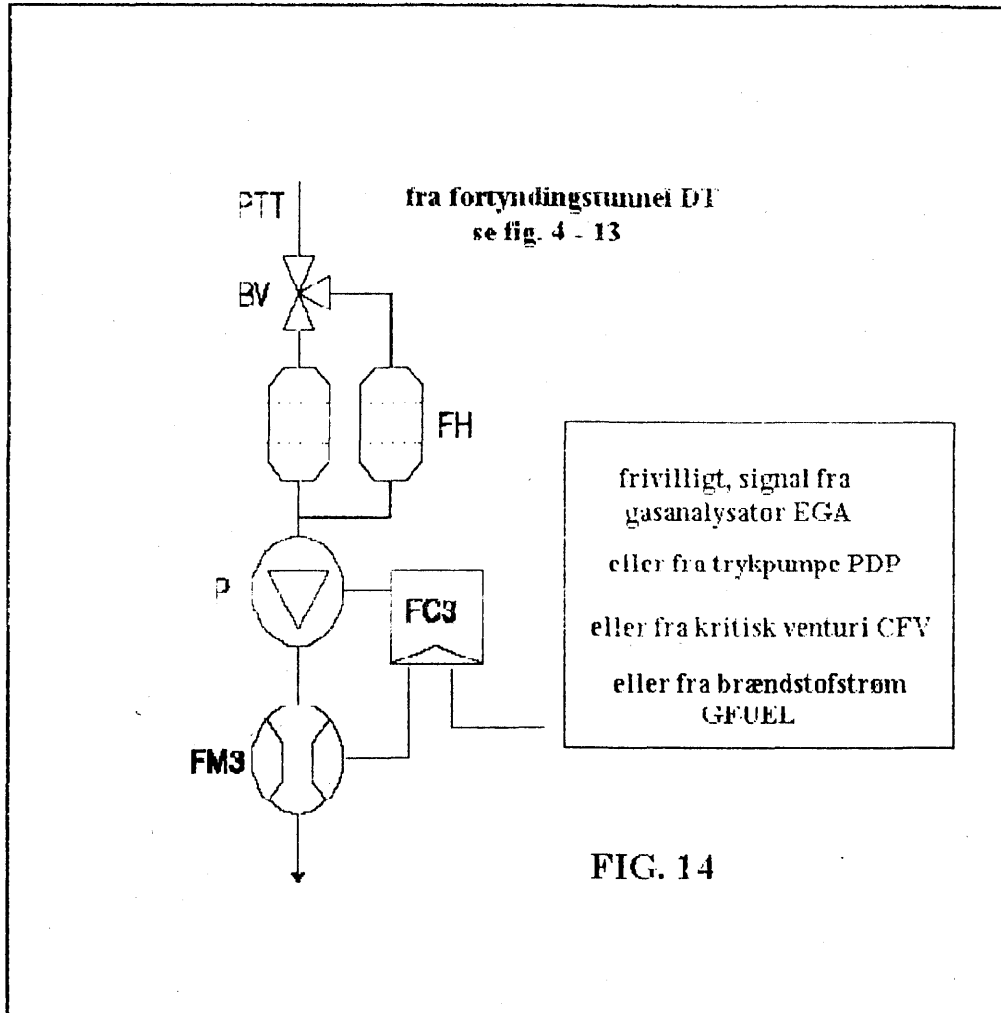 PTT
fra fortyndingstunnel DT
se fig. 4 - 13
BV
FH
frivilligt, signal fra
gasanalysator EGA
eller fra trykpumpe PDP
eller fra kritisk venturi CFV
eller fra brændstofstrøm
GFUEL
P
FC3
FM3
FIG. 14